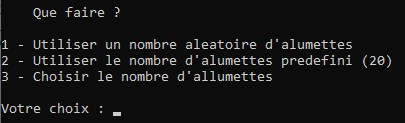 Que faire ?
1 - Utiliser un nombre aleatoire d'alumettes
2 - Utiliser le nombre d'alumettes predefini (20)
3 - Choisir le nombre d'allumettes
Votre choix : _